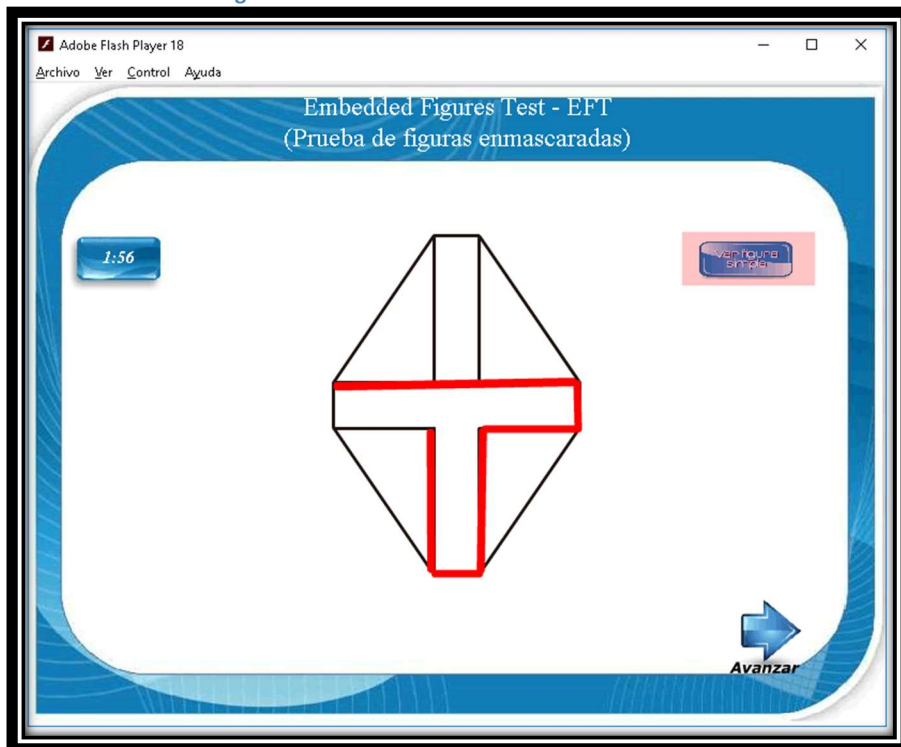 Adobe Flash Player 18
Archivo Ver Control Ayuda
Embedded Figures Test - EFT
(Prueba de figuras enmascaradas)
1:56
Ver figura
simple
Avanzar